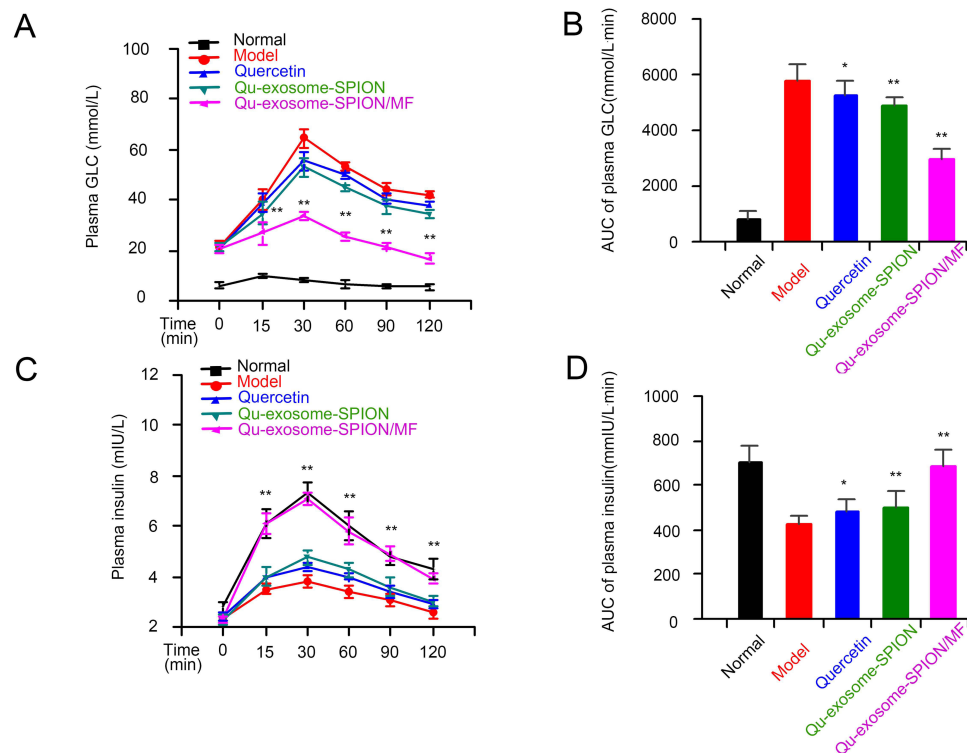 A
Normal
Model
Quercetin
Qu-exosome-SPION
Qu-exosome-SPION/MF
Plasma GLC (mmol/L)
100
80
60
40
20
0
** ** ** ** **
Time
(min)
0 15 30 60 90 120
B
AUC of plasma GLC(mmol/L·min)
8000
6000
4000
2000
0
* ** **
Normal
Model
Quercetin
Qu-exosome-SPION
Qu-exosome-SPION/MF
C
Normal
Model
Quercetin
Qu-exosome-SPION
Qu-exosome-SPION/MF
Plasma insulin (mIU/L)
12
10
8
6
4
2
** ** ** ** **
Time
(min)
0 15 30 60 90 120
D
AUC of plasma insulin(mmIU/L·min)
1000
800
600
400
200
0
* ** **
Normal
Model
Quercetin
Qu-exosome-SPION
Qu-exosome-SPION/MF